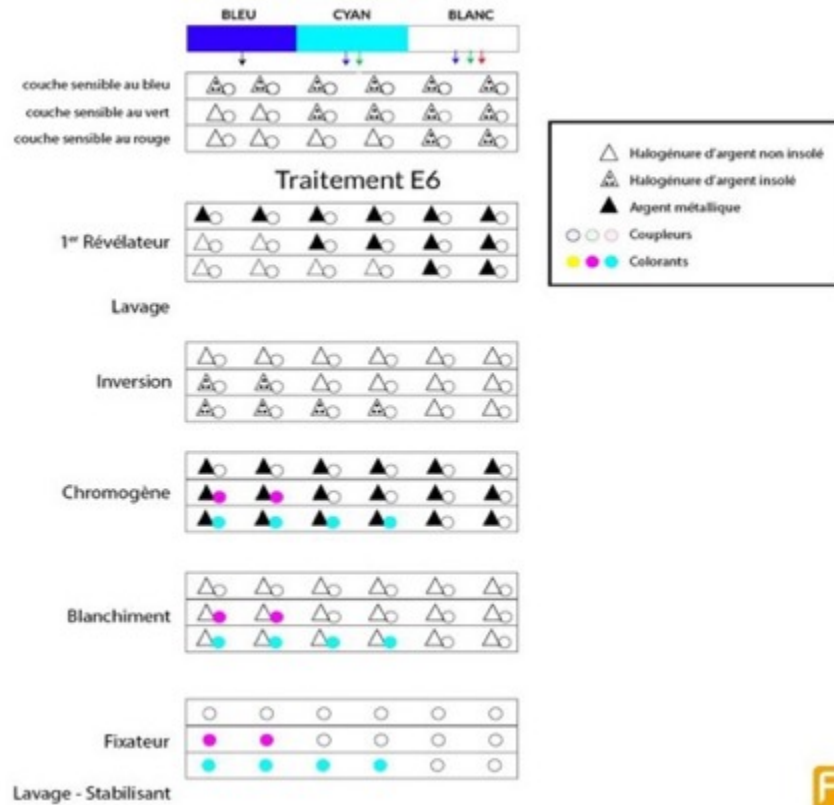 BLEU CYAN BLANC
couche sensible au bleu
couche sensible au vert
couche sensible au rouge
Halogénure d'argent non insolé
Halogénure d'argent insolé
Argent métallique
Coupleurs
Colorants
Traitement E6
1er Révélateur
Lavage
Inversion
Chromogène
Blanchiment
Fixateur
Lavage - Stabilisant
F